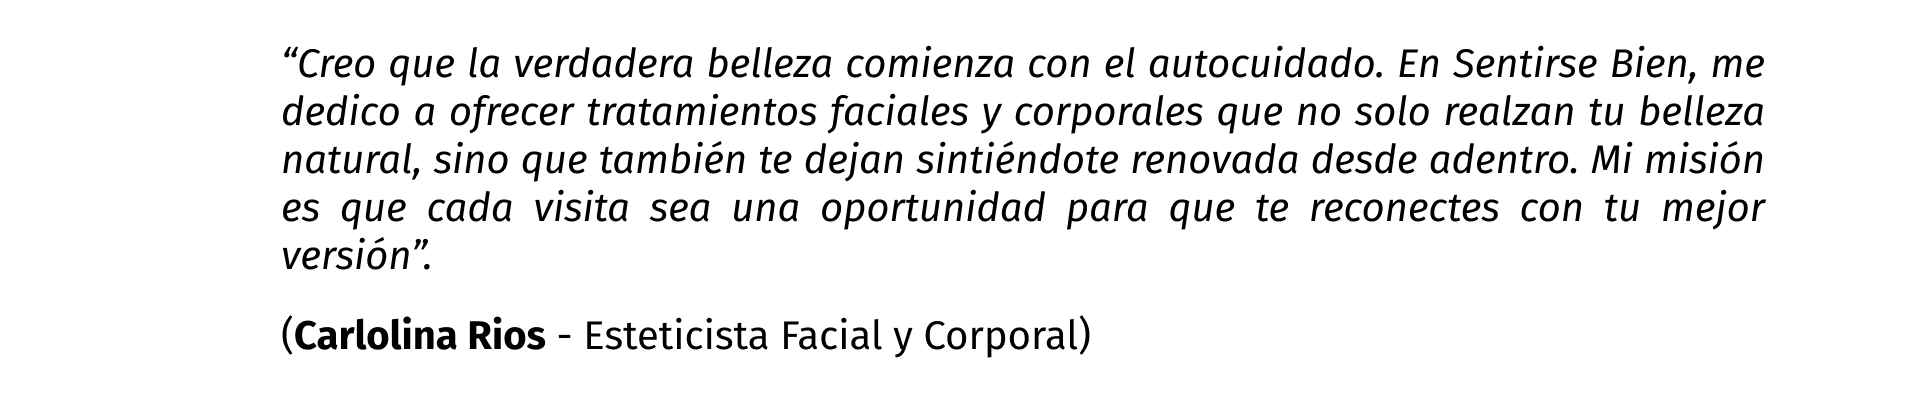 “Creo que la verdadera belleza comienza con el autocuidado. En Sentirse Bien, me
dedico a ofrecer tratamientos faciales y corporales que no solo realzan tu belleza
natural, sino que también te dejan sintiéndote renovada desde adentro. Mi misión
es que cada visita sea una oportunidad para que te reconectes con tu mejor
versión”.
(Carlolina Rios - Esteticista Facial y Corporal)